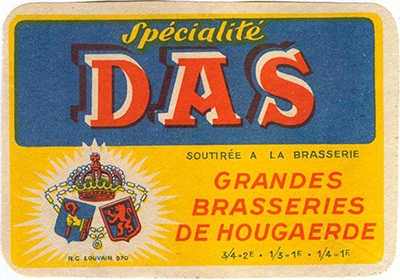 Spécialité
DAS
SOUTIRÉE A LA BRASSERIE
GRANDES
BRASSERIES
DE HOUGAERDE
3/4=2F · 1/3=1F · 1/4=1F.
R.C. LOUVAIN 570